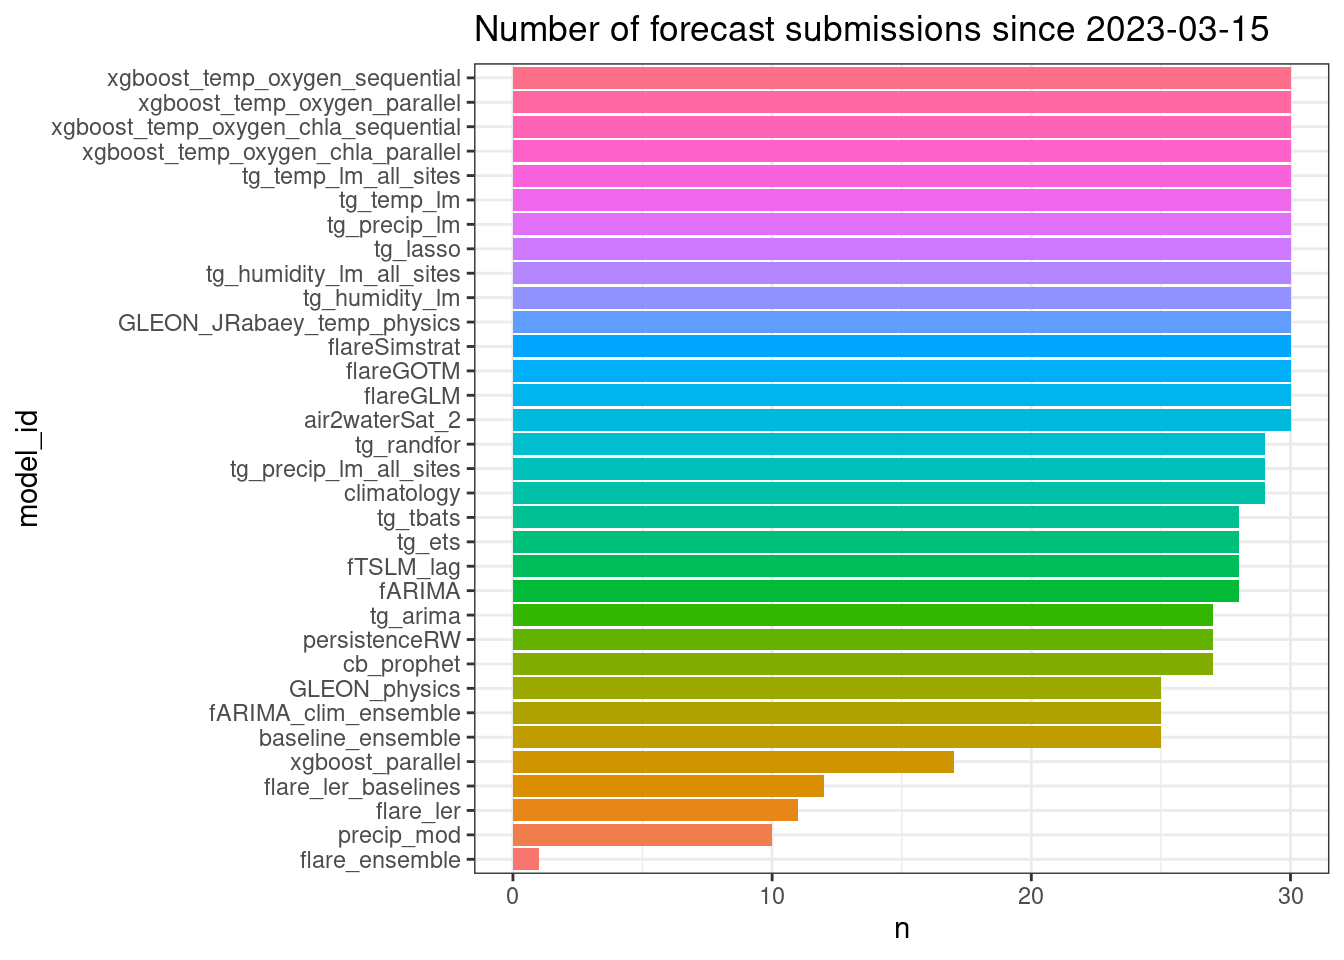 Number of forecast submissions since 2023-03-15
model_id
xgboost_temp_oxygen_sequential
xgboost_temp_oxygen_parallel
xgboost_temp_oxygen_chla_sequential
xgboost_temp_oxygen_chla_parallel
tg_temp_lm_all_sites
tg_temp_lm
tg_precip_lm
tg_lasso
tg_humidity_lm_all_sites
tg_humidity_lm
GLEON_JRabaey_temp_physics
flareSimstrat
flareGOTM
flareGLM
air2waterSat_2
tg_randfor
tg_precip_lm_all_sites
climatology
tg_tbats
tg_ets
fTSLM_lag
fARIMA
tg_arima
persistenceRW
cb_prophet
GLEON_physics
fARIMA_clim_ensemble
baseline_ensemble
xgboost_parallel
flare_ler_baselines
flare_ler
precip_mod
flare_ensemble
0 10 20 30
n